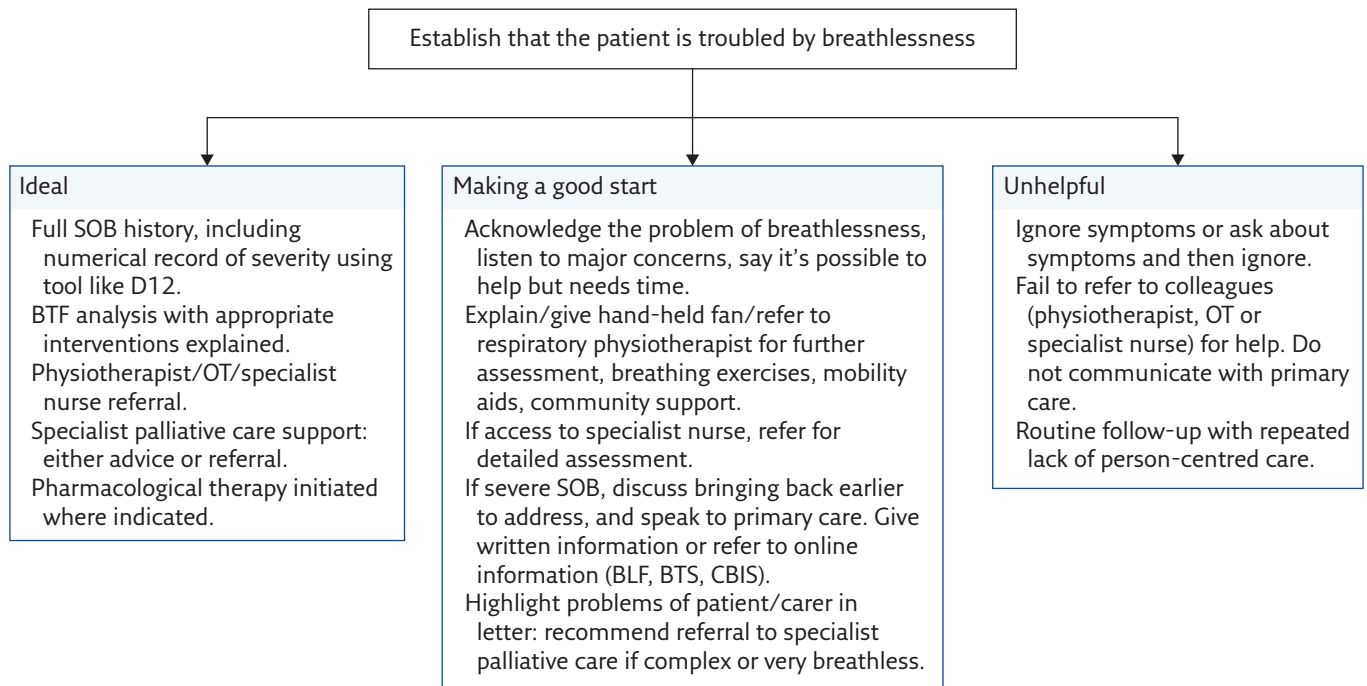 Establish that the patient is troubled by breathlessness
Ideal
Full SOB history, including
numerical record of severity using
tool like D12.
BTF analysis with appropriate
interventions explained.
Physiotherapist/OT/specialist
nurse referral.
Specialist palliative care support:
either advice or referral.
Pharmacological therapy initiated
where indicated.
Making a good start
Acknowledge the problem of breathlessness,
listen to major concerns, say it's possible to
help but needs time.
Explain/give hand-held fan/refer to
respiratory physiotherapist for further
assessment, breathing exercises, mobility
aids, community support.
If access to specialist nurse, refer for
detailed assessment.
If severe SOB, discuss bringing back earlier
to address, and speak to primary care. Give
written information or refer to online
information (BLF, BTS, CBIS).
Highlight problems of patient/carer in
letter: recommend referral to specialist
palliative care if complex or very breathless.
Unhelpful
Ignore symptoms or ask about
symptoms and then ignore.
Fail to refer to colleagues
(physiotherapist, OT or
specialist nurse) for help. Do
not communicate with primary
care.
Routine follow-up with repeated
lack of person-centred care.